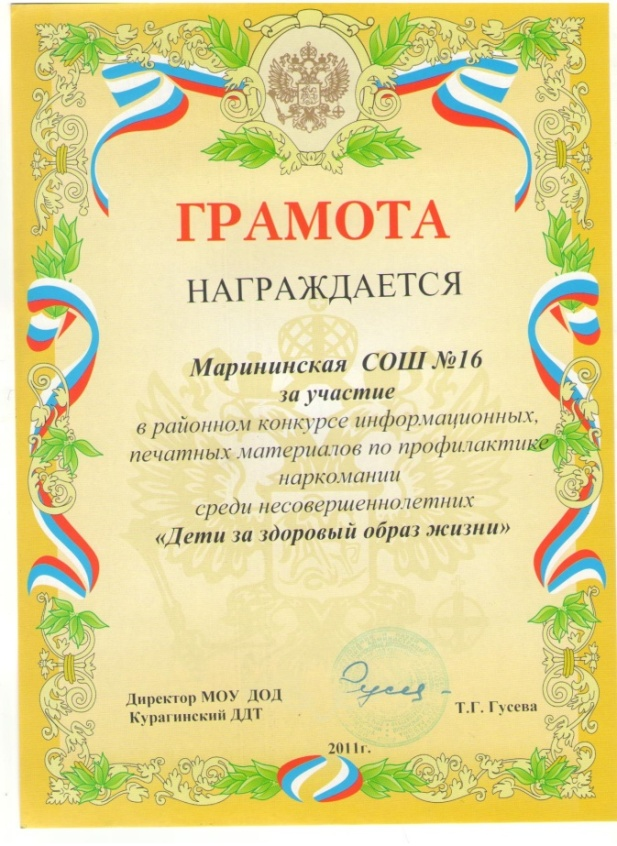 ГРАМОТА
НАГРАЖДАЕТСЯ
Марининская СОШ №16
за участие
в районном конкурсе информационных,
печатных материалов по профилактике
наркомании
среди несовершеннолетних
«Дети за здоровый образ жизни»
Директор МОУ ДОД
Курагинский ДДТ
Т.Г. Гусева
2011г.